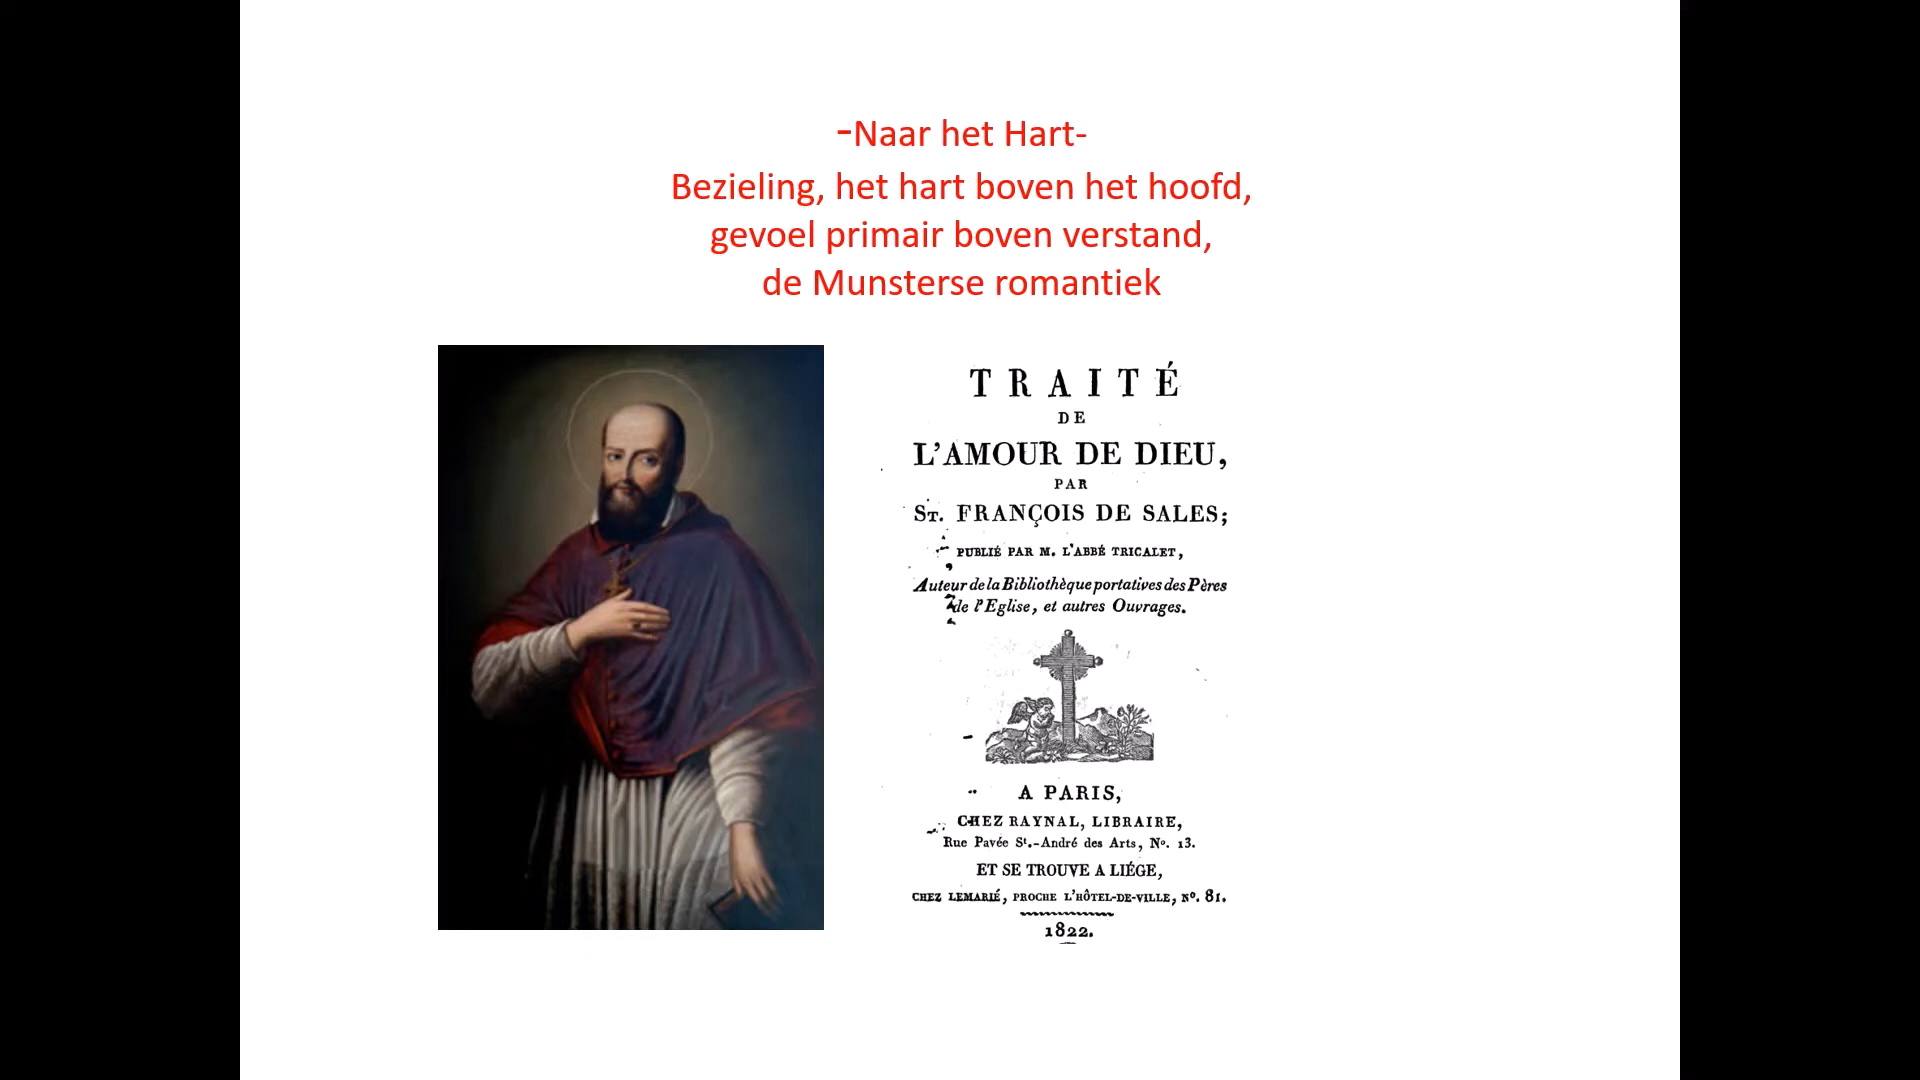 -Naar het Hart-
Bezieling, het hart boven het hoofd,
gevoel primair boven verstand,
de Munsterse romantiek
TRAITÉ
DE
L'AMOUR DE DIEU,
PAR
ST. FRANÇOIS DE SALES;
PUBLIÉ PAR M. L'ABBÉ TRICALET,
Auteur de la Bibliothèque portatives des Pères
de l'Eglise, et autres Ouvrages.
A PARIS,
CHEZ RAYNAL, LIBRAIRE,
Rue Pavée St.-André des Arts, No. 13.
ET SE TROUVE A LIÉGE,
CHEZ LEMARIÉ, PROCHE L'HÔTEL-DE-VILLE, No. 81.
1822.